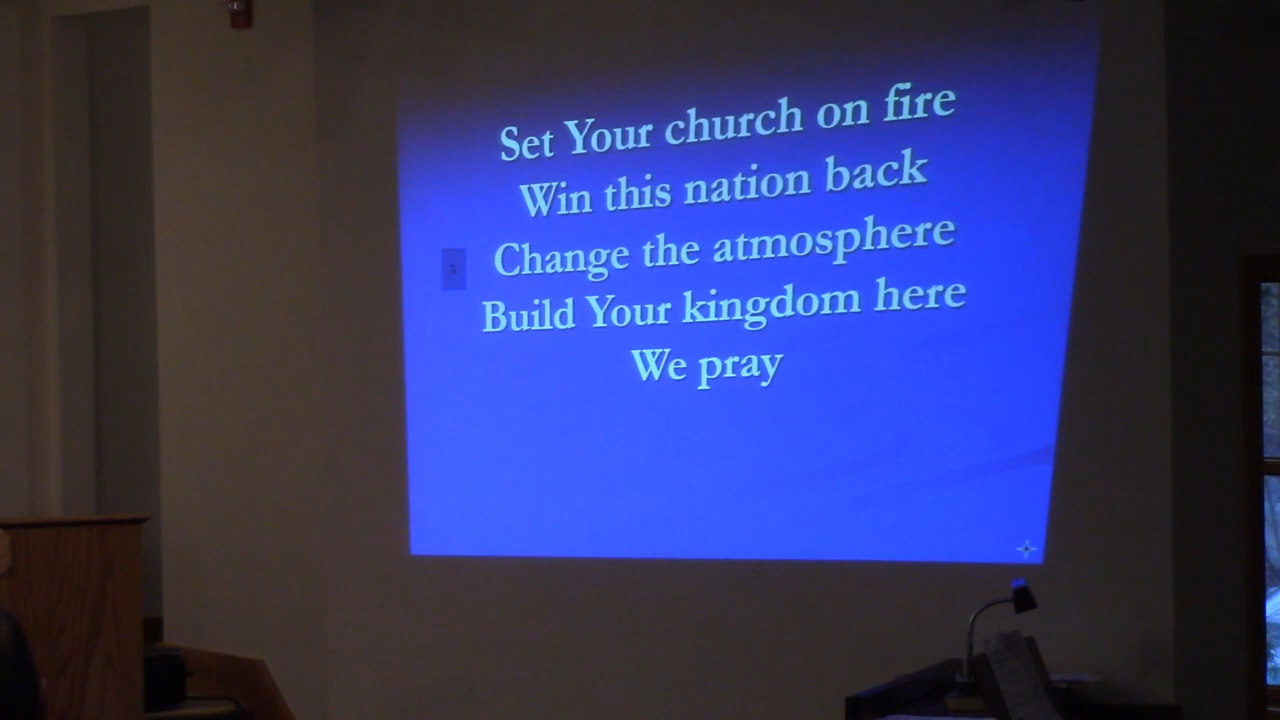 Set Your church on fire
Win this nation back
Change the atmosphere
Build Your kingdom here
We pray